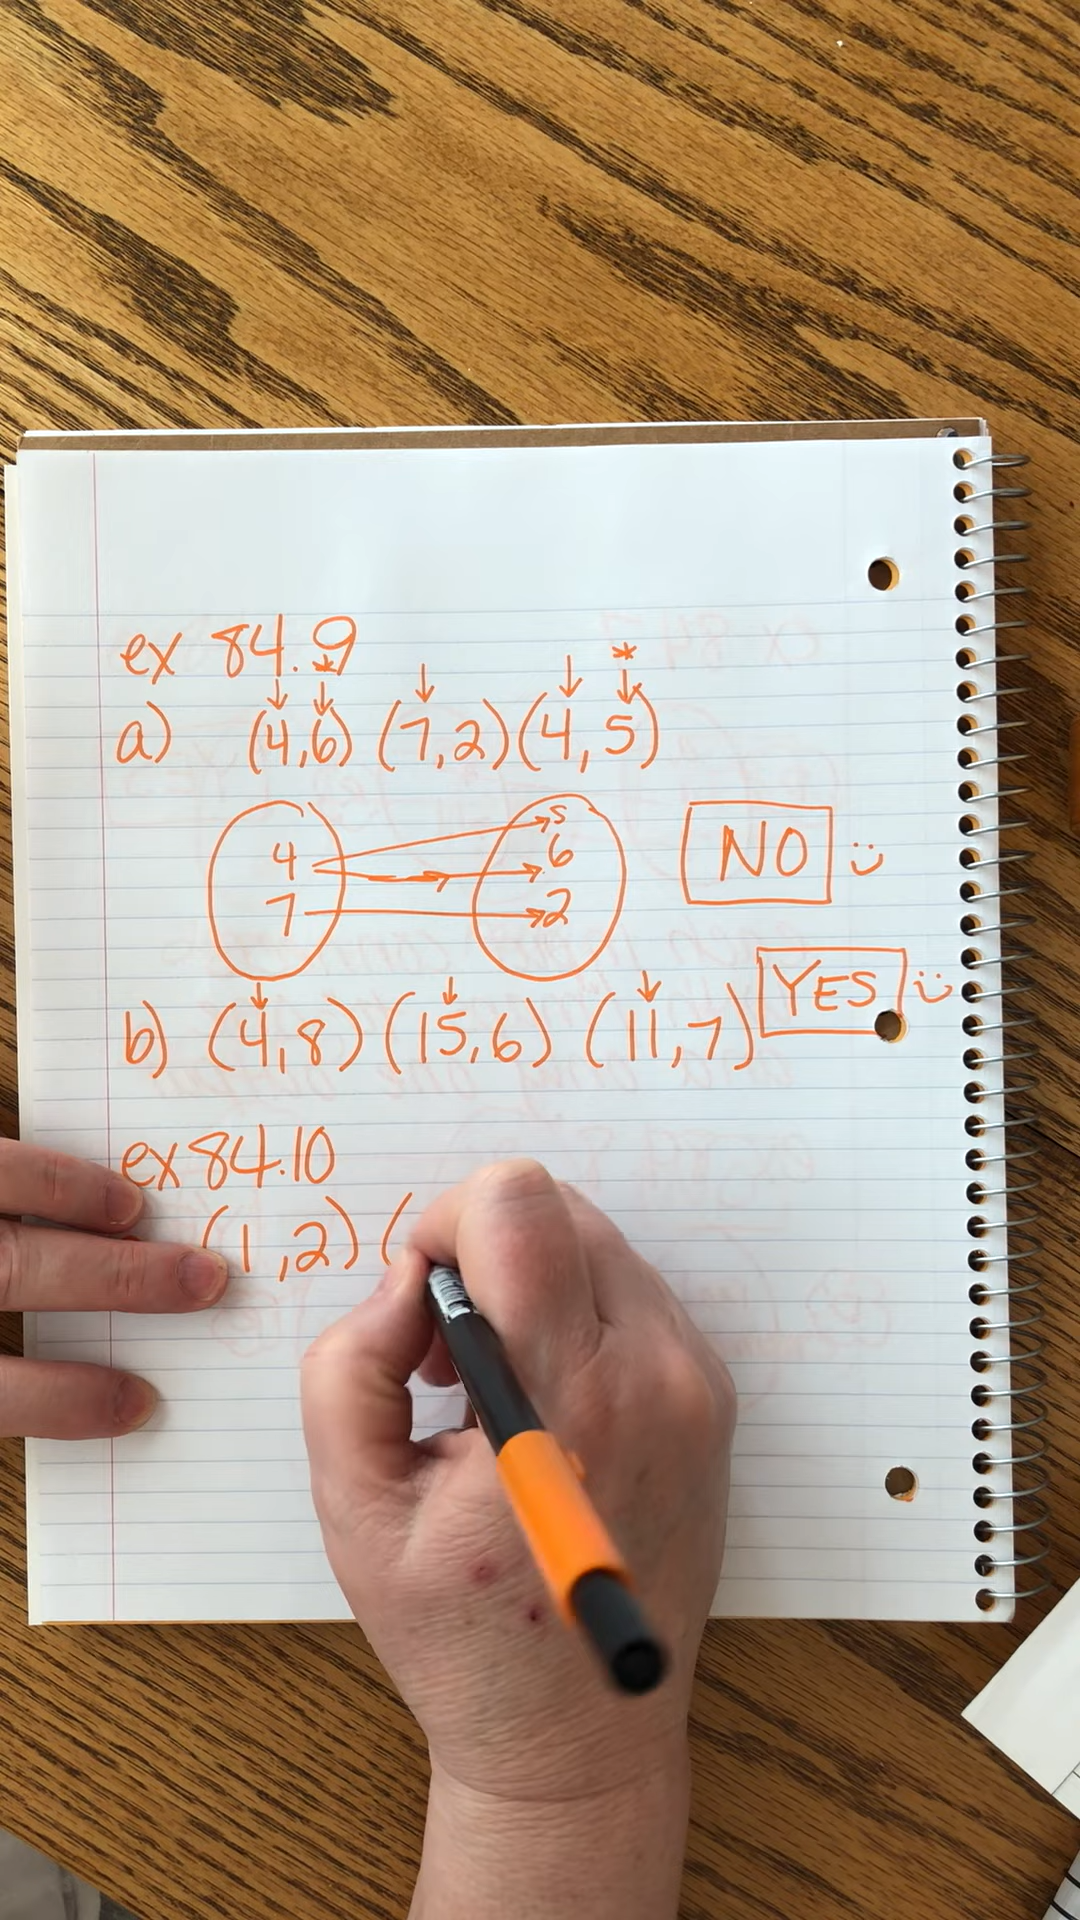 ex 84.9
a) (4,6) (7,2) (4,5)
4 5
6
7 2
NO
b) (4,8) (15,6) (11,7) YES
ex 84.10
(1,2) (